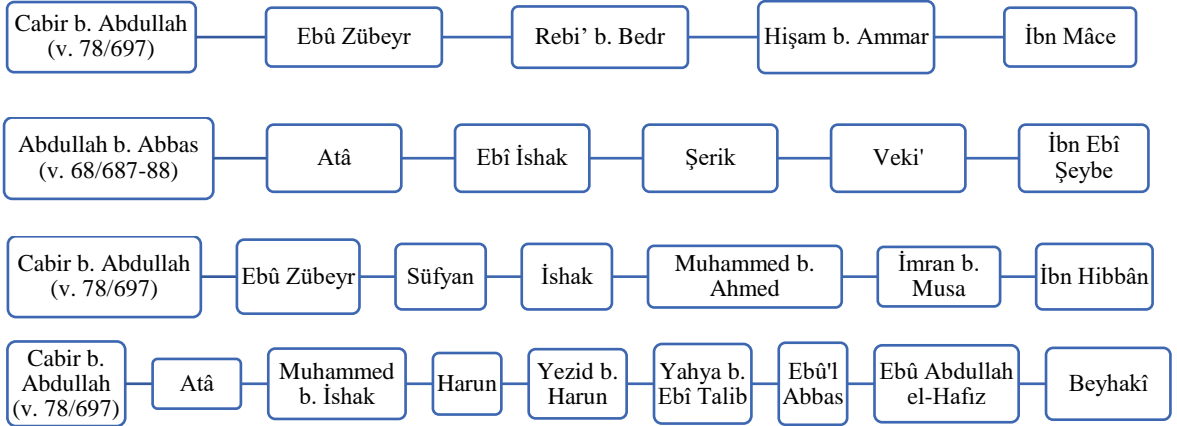 Cabir b. Abdullah
(v. 78/697)
Ebû Zübeyr
Rebi’ b. Bedr
Hişam b. Ammar
İbn Mâce
Abdullah b. Abbas
(v. 68/687-88)
Atâ
Ebî İshak
Şerik
Veki'
İbn Ebî
Şeybe
Cabir b. Abdullah
(v. 78/697)
Ebû Zübeyr
Süfyan
İshak
Muhammed b.
Ahmed
İmran b.
Musa
İbn Hibbân
Cabir b.
Abdullah
(v. 78/697)
Atâ
Muhammed
b. İshak
Harun
Yezid b.
Harun
Yahya b.
Ebî Talib
Ebû'l
Abbas
Ebû Abdullah
el-Hafız
Beyhakî